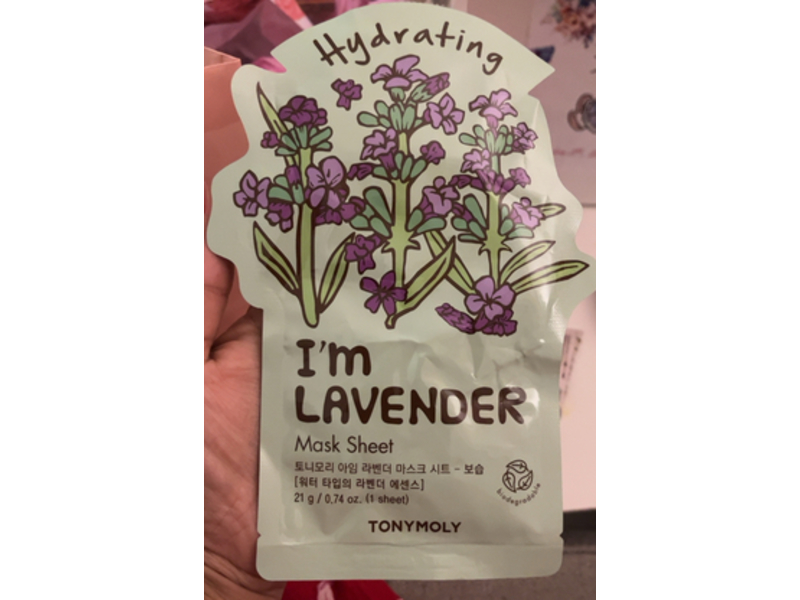 Hydrating
I'm
LAVENDER
Mask Sheet
토니모리 아임 라벤더 마스크 시트 - 보습
[워터 타입의 라벤더 에센스]
21 g / 0.74 oz. (1 sheet)
biodegradable
TONYMOLY